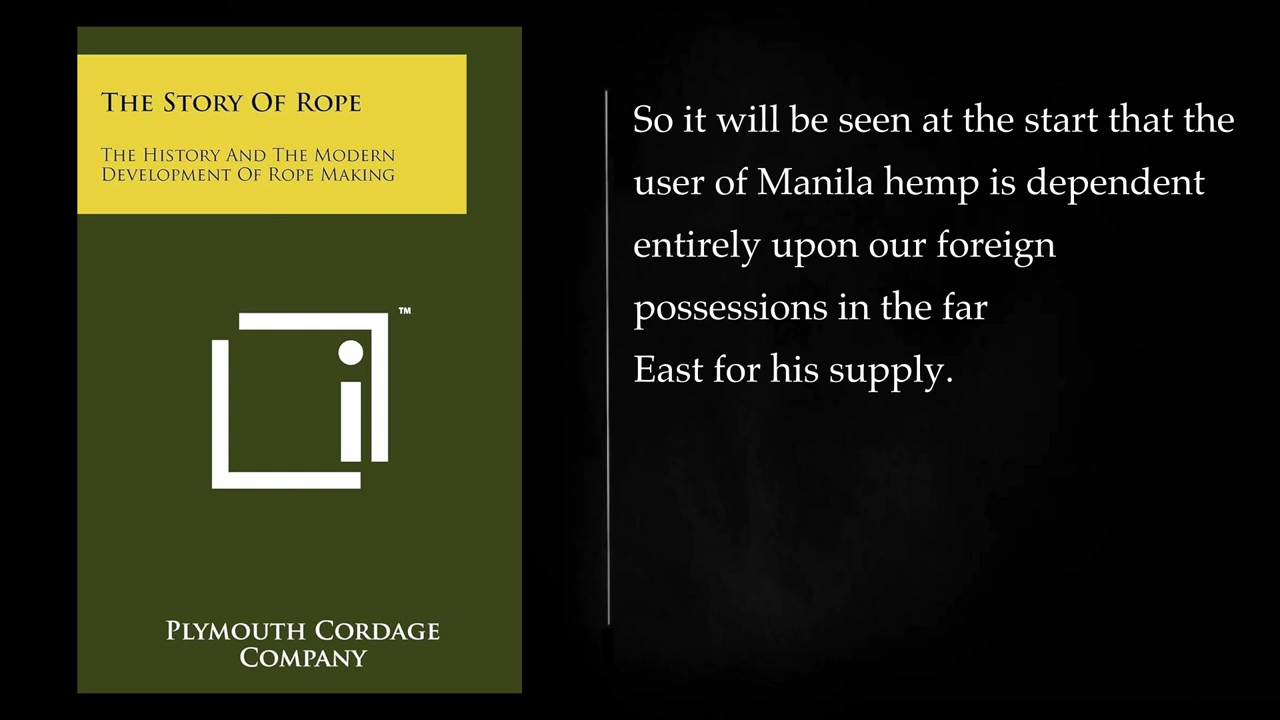 THE STORY OF ROPE
THE HISTORY AND THE MODERN
DEVELOPMENT OF ROPE MAKING
TM
PLYMOUTH CORDAGE
COMPANY
So it will be seen at the start that the
user of Manila hemp is dependent
entirely upon our foreign
possessions in the far
East for his supply.